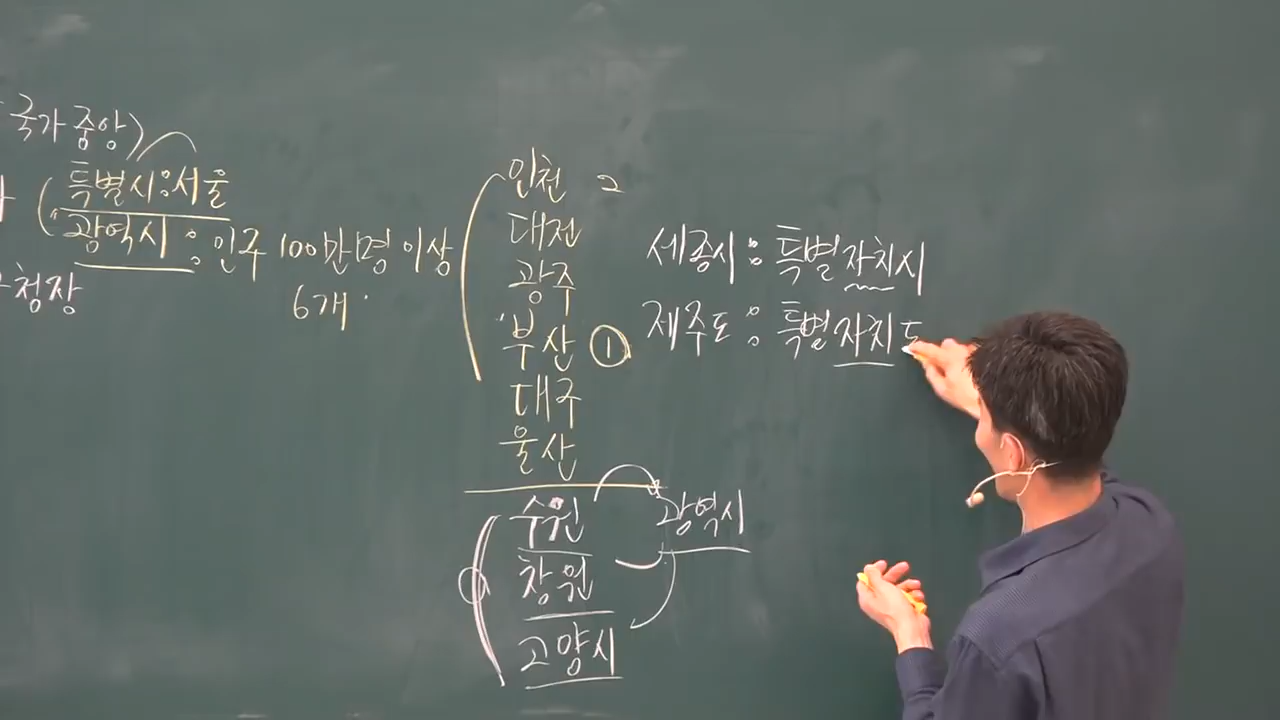 국가 중앙)
특별시:서울
광역시 : 인구 100만명 이상
6개
청장
인천 2
대전
광주
부산 ①
대구
울산
수원
창원
고양시
광역시
세종시 : 특별자치시
제주도 : 특별자치도